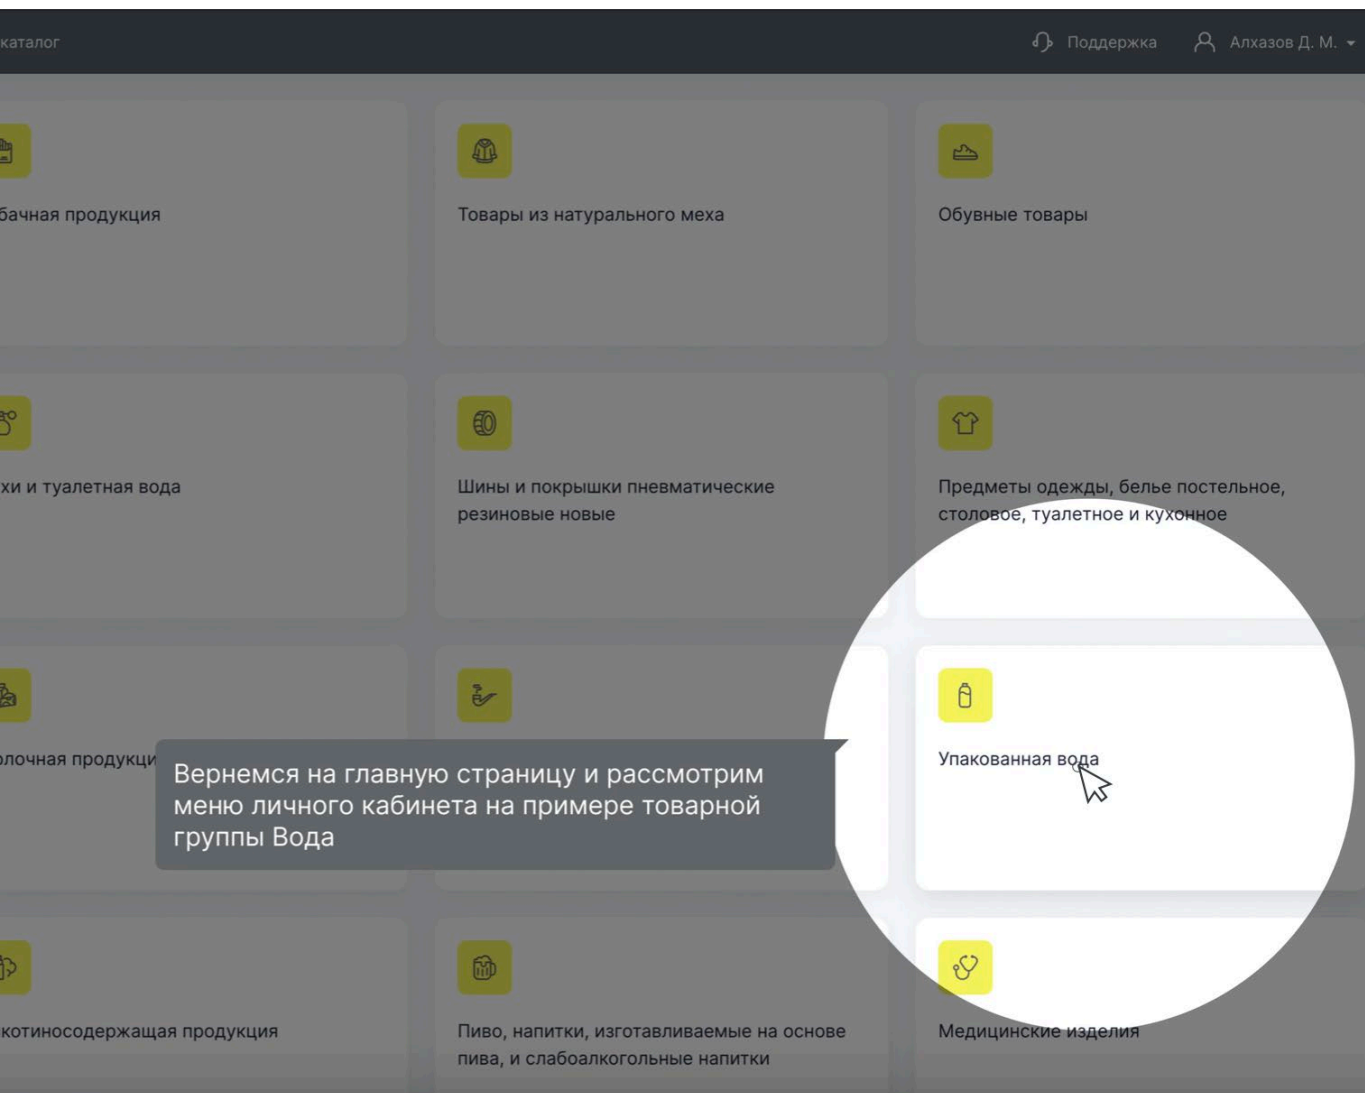 каталог
Поддержка
Алхазов Д. М.
бачная продукция
Товары из натурального меха
Обувные товары
хи и туалетная вода
Шины и покрышки пневматические
резиновые новые
Предметы одежды, белье постельное,
столовое, туалетное и кухонное
лочная продукци
Упакованная вода
Вернемся на главную страницу и рассмотрим
меню личного кабинета на примере товарной
группы Вода
котиносодержащая продукция
Пиво, напитки, изготавливаемые на основе
пива, и слабоалкогольные напитки
Медицинские изделия